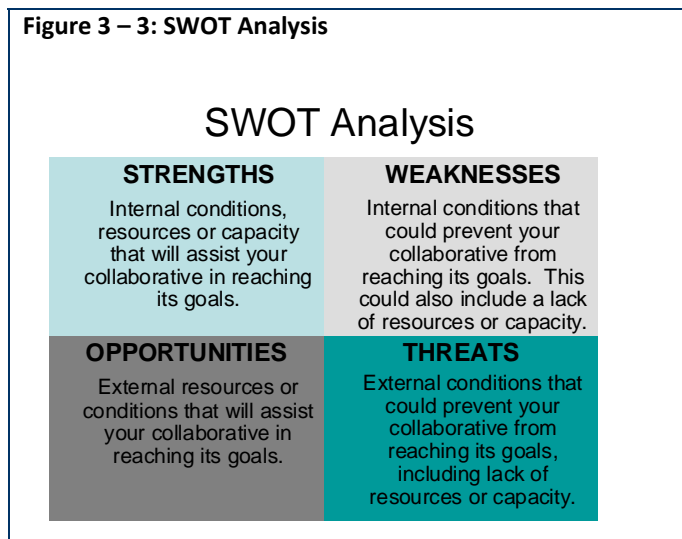 Figure 3 – 3: SWOT Analysis
SWOT Analysis
STRENGTHS
Internal conditions,
resources or capacity
that will assist your
collaborative in reaching
its goals.
WEAKNESSES
Internal conditions that
could prevent your
collaborative from
reaching its goals.  This
could also include a lack
of resources or capacity.
OPPORTUNITIES
External resources or
conditions that will assist
your collaborative in
reaching its goals.
THREATS
External conditions that
could prevent your
collaborative from
reaching its goals,
including lack of
resources or capacity.